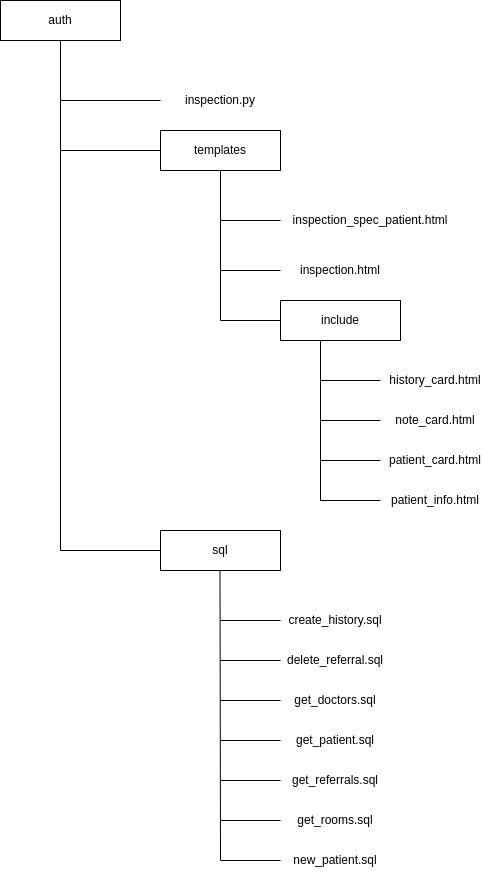 auth
inspection.py
templates
inspection_spec_patient.html
inspection.html
include
history_card.html
note_card.html
patient_card.html
patient_info.html
sql
create_history.sql
delete_referral.sql
get_doctors.sql
get_patient.sql
get_referrals.sql
get_rooms.sql
new_patient.sql